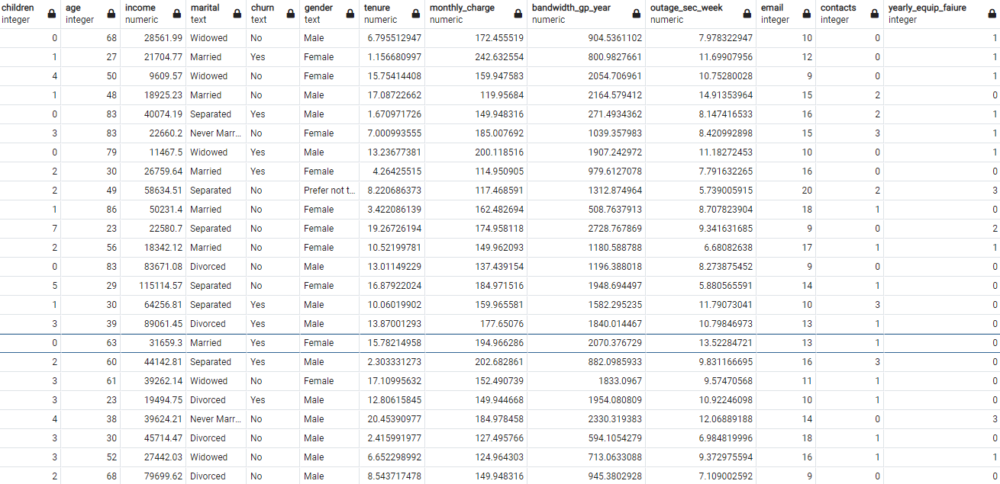 children age income marital churn gender tenure monthly_charge bandwidth_gp_year outage_sec_week email contacts yearly_equip_faiure
integer integer numeric text text text numeric numeric numeric numeric integer integer integer
0 68 28561.99 Widowed No Male 6.795512947 172.455519 904.5361102 7.978322947 10 0 1
1 27 21704.77 Married Yes Female 1.156680997 242.632554 800.9827661 11.69907956 12 0 1
4 50 9609.57 Widowed No Female 15.75414408 159.947583 2054.706961 10.75280028 9 0 1
1 48 18925.23 Married No Male 17.08722662 119.95684 2164.579412 14.91353964 15 2 0
0 83 40074.19 Separated Yes Male 1.670971726 149.948316 271.4934362 8.147416533 16 2 1
3 83 22660.2 Never Marr... No Female 7.000993555 185.007692 1039.357983 8.420992898 15 3 1
0 79 11467.5 Widowed Yes Male 13.23677381 200.118516 1907.242972 11.18272453 10 0 1
2 30 26759.64 Married Yes Female 4.26425515 114.950905 979.6127078 7.791632265 16 0 0
2 49 58634.51 Separated No Prefer not t... 8.220686373 117.468591 1312.874964 5.739005915 20 2 3
1 86 50231.4 Married No Female 3.422086139 162.482694 508.7637913 8.707823904 18 1 0
7 23 22580.7 Separated No Female 19.26726194 174.958118 2728.767869 9.341631685 9 0 2
2 56 18342.12 Married No Female 10.52199781 149.962093 1180.588788 6.68082638 17 1 1
0 83 83671.08 Divorced No Male 13.01149229 137.439154 1196.388018 8.273875452 9 0 0
5 29 115114.57 Separated No Female 16.87922024 184.971516 1948.694497 5.880565591 14 1 0
1 30 64256.81 Separated Yes Male 10.06019902 159.965581 1582.295235 11.79073041 10 3 0
3 39 89061.45 Divorced Yes Male 13.87001293 177.65076 1840.014467 10.79846973 13 1 0
0 63 31659.3 Married Yes Female 15.78214958 194.966286 2070.376729 13.52284721 13 1 0
2 60 44142.81 Separated Yes Male 2.303331273 202.682861 882.0985933 9.831166695 16 3 0
3 61 39262.14 Widowed No Female 17.10995632 152.490739 1833.0967 9.57470568 11 1 0
3 23 19494.75 Divorced Yes Male 12.80615845 149.944668 1954.080809 10.92246098 10 1 0
4 38 39624.21 Never Marr... No Male 20.45390977 184.978458 2330.319383 12.06889188 14 0 3
3 30 45714.47 Divorced No Male 2.415991977 127.495766 594.1054279 6.984819996 18 1 0
3 52 27442.03 Widowed No Male 6.652298992 124.964303 713.0633088 9.372975594 16 1 1
2 68 79699.62 Divorced No Male 8.543717478 149.948316 945.3802928 7.109002592 9 0 0